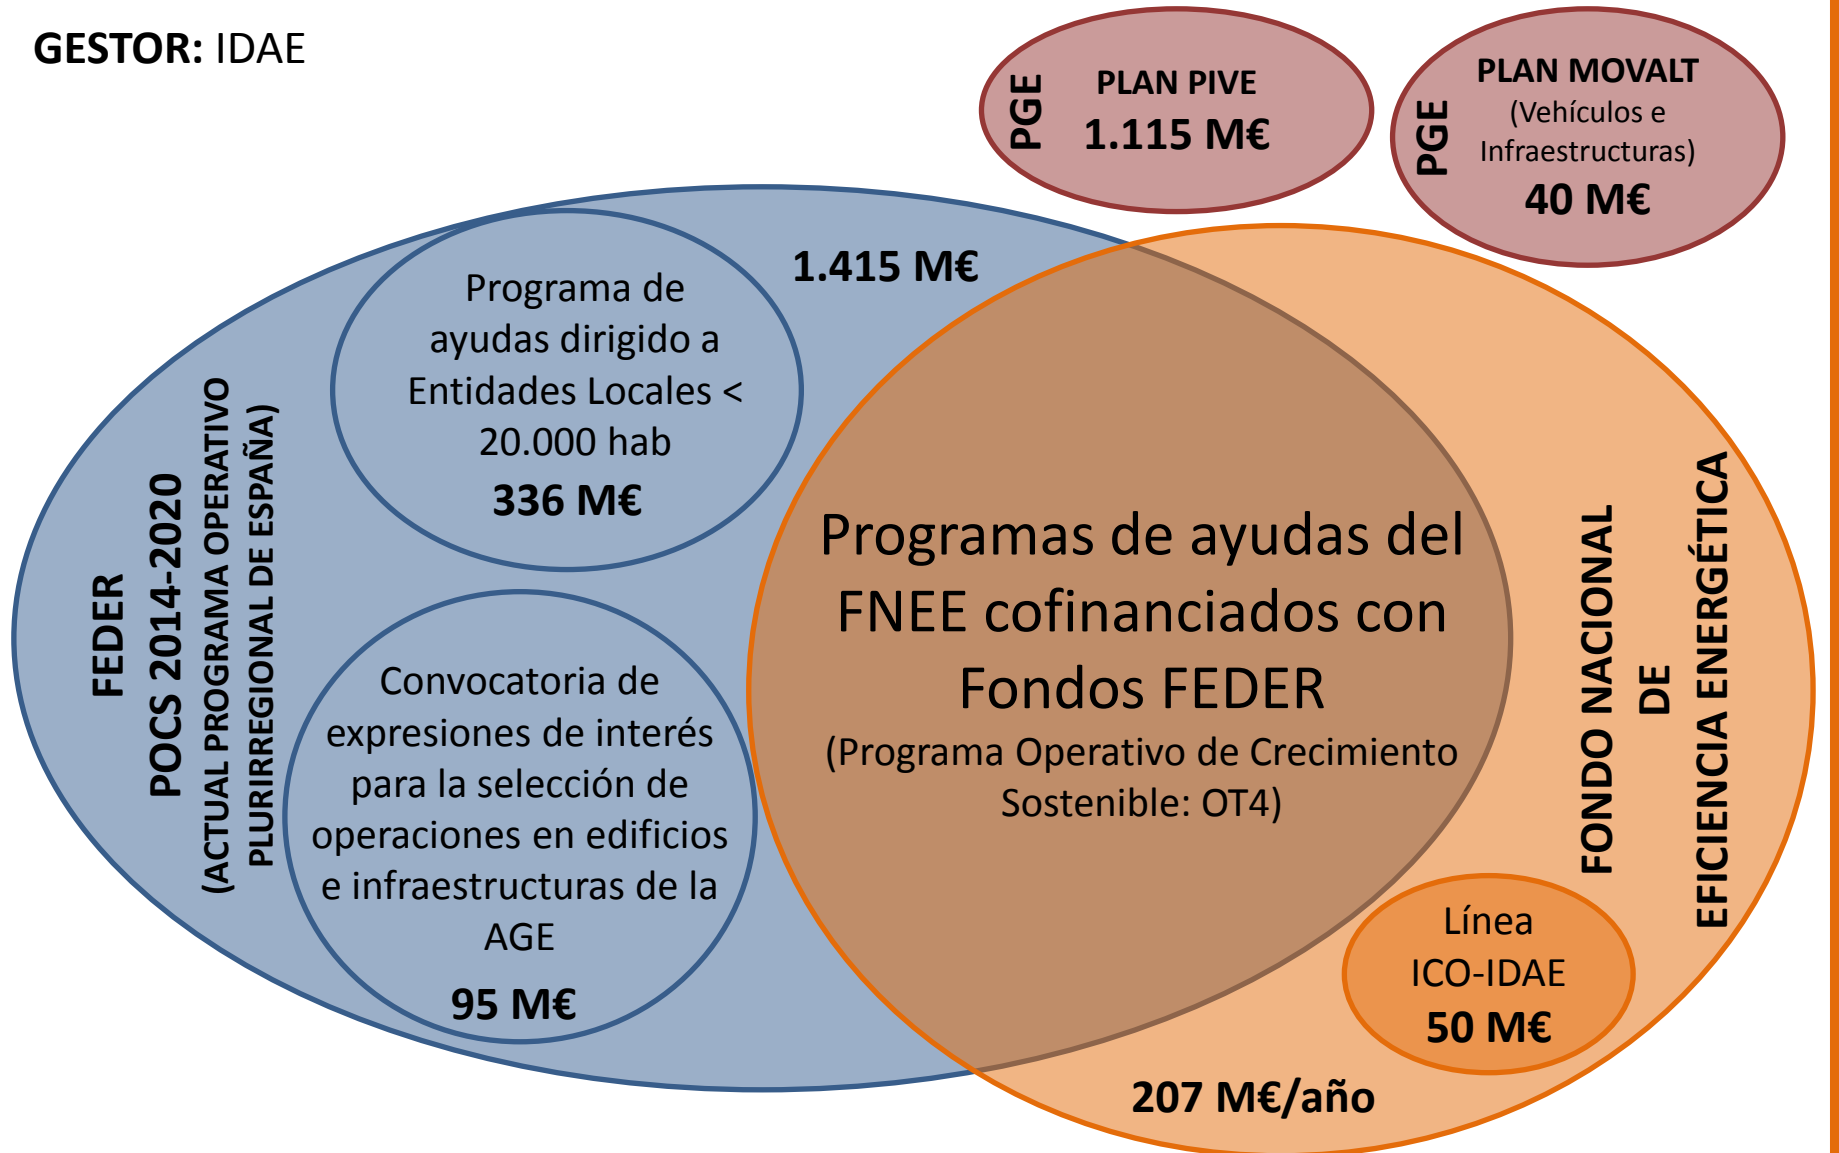 GESTOR: IDAE
PGE
PLAN PIVE
1.115 M€
PGE
PLAN MOVALT
(Vehículos e
Infraestructuras)
40 M€
1.415 M€
FEDER
POCS 2014-2020
(ACTUAL PROGRAMA OPERATIVO
PLURIRREGIONAL DE ESPAÑA)
Programa de
ayudas dirigido a
Entidades Locales <
20.000 hab
336 M€
Convocatoria de
expresiones de interés
para la selección de
operaciones en edificios
e infraestructuras de la
AGE
95 M€
Programas de ayudas del
FNEE cofinanciados con
Fondos FEDER
(Programa Operativo de Crecimiento
Sostenible: OT4)
FONDO NACIONAL
DE
EFICIENCIA ENERGÉTICA
Línea
ICO-IDAE
50 M€
207 M€/año